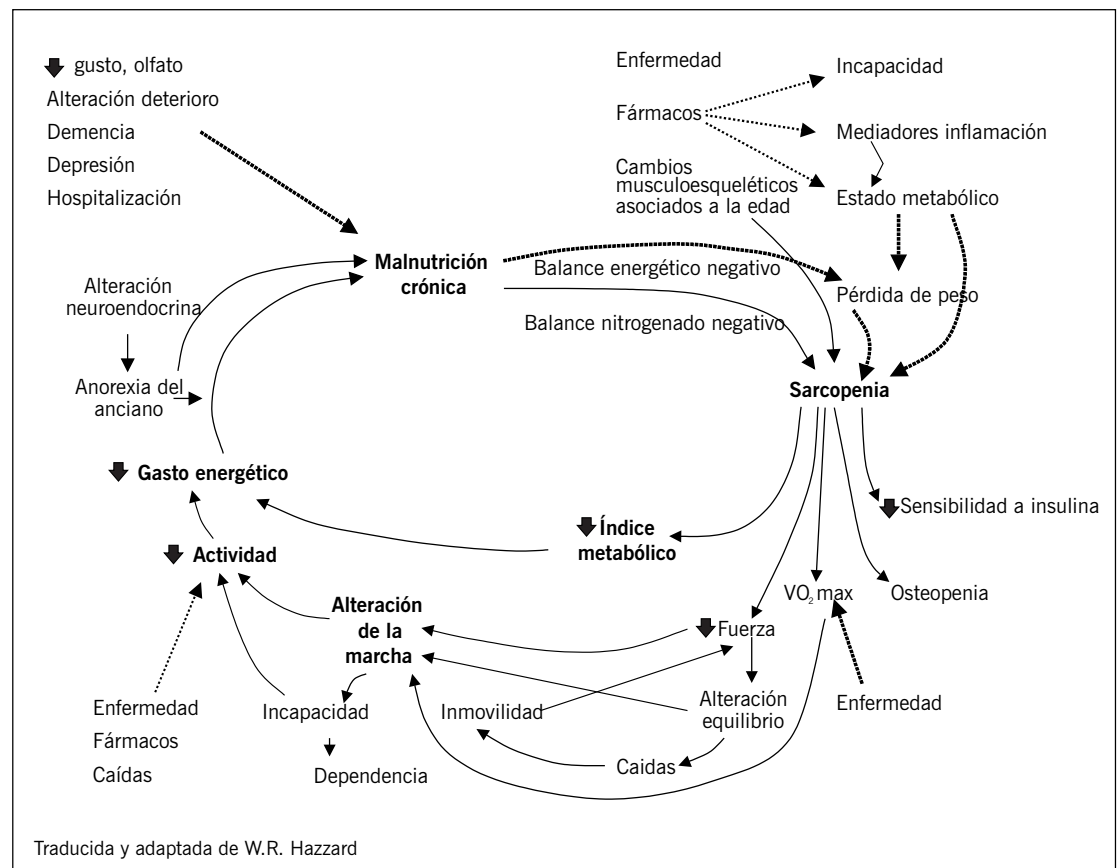 gusto, olfato
Alteración deterioro
Demencia
Depresión
Hospitalización
Enfermedad
Fármacos
Cambios
musculoesqueléticos
asociados a la edad
Incapacidad
Mediadores inflamación
Estado metabólico
Malnutrición
crónica
Balance energético negativo
Balance nitrogenado negativo
Pérdida de peso
Alteración
neuroendocrina
Anorexia del
anciano
Sarcopenia
Gasto energético
Sensibilidad a insulina
Índice
metabólico
Actividad
VO2 max
Osteopenia
Alteración
de la
marcha
Fuerza
Enfermedad
Fármacos
Caídas
Incapacidad
Dependencia
Inmovilidad
Alteración
equilibrio
Caidas
Enfermedad
Traducida y adaptada de W.R. Hazzard